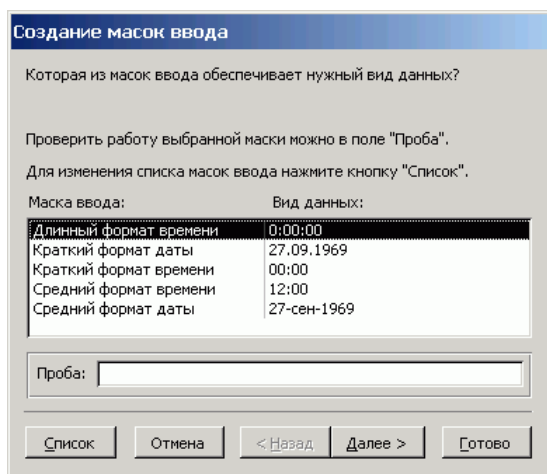 Создание масок ввода
Которая из масок ввода обеспечивает нужный вид данных?
Проверить работу выбранной маски можно в поле "Проба".
Для изменения списка масок ввода нажмите кнопку "Список".
Маска ввода: Вид данных:
Длинный формат времени 0:00:00
Краткий формат даты 27.09.1969
Краткий формат времени 00:00
Средний формат времени 12:00
Средний формат даты 27-сен-1969
Проба:
Список Отмена < Назад Далее > Готово